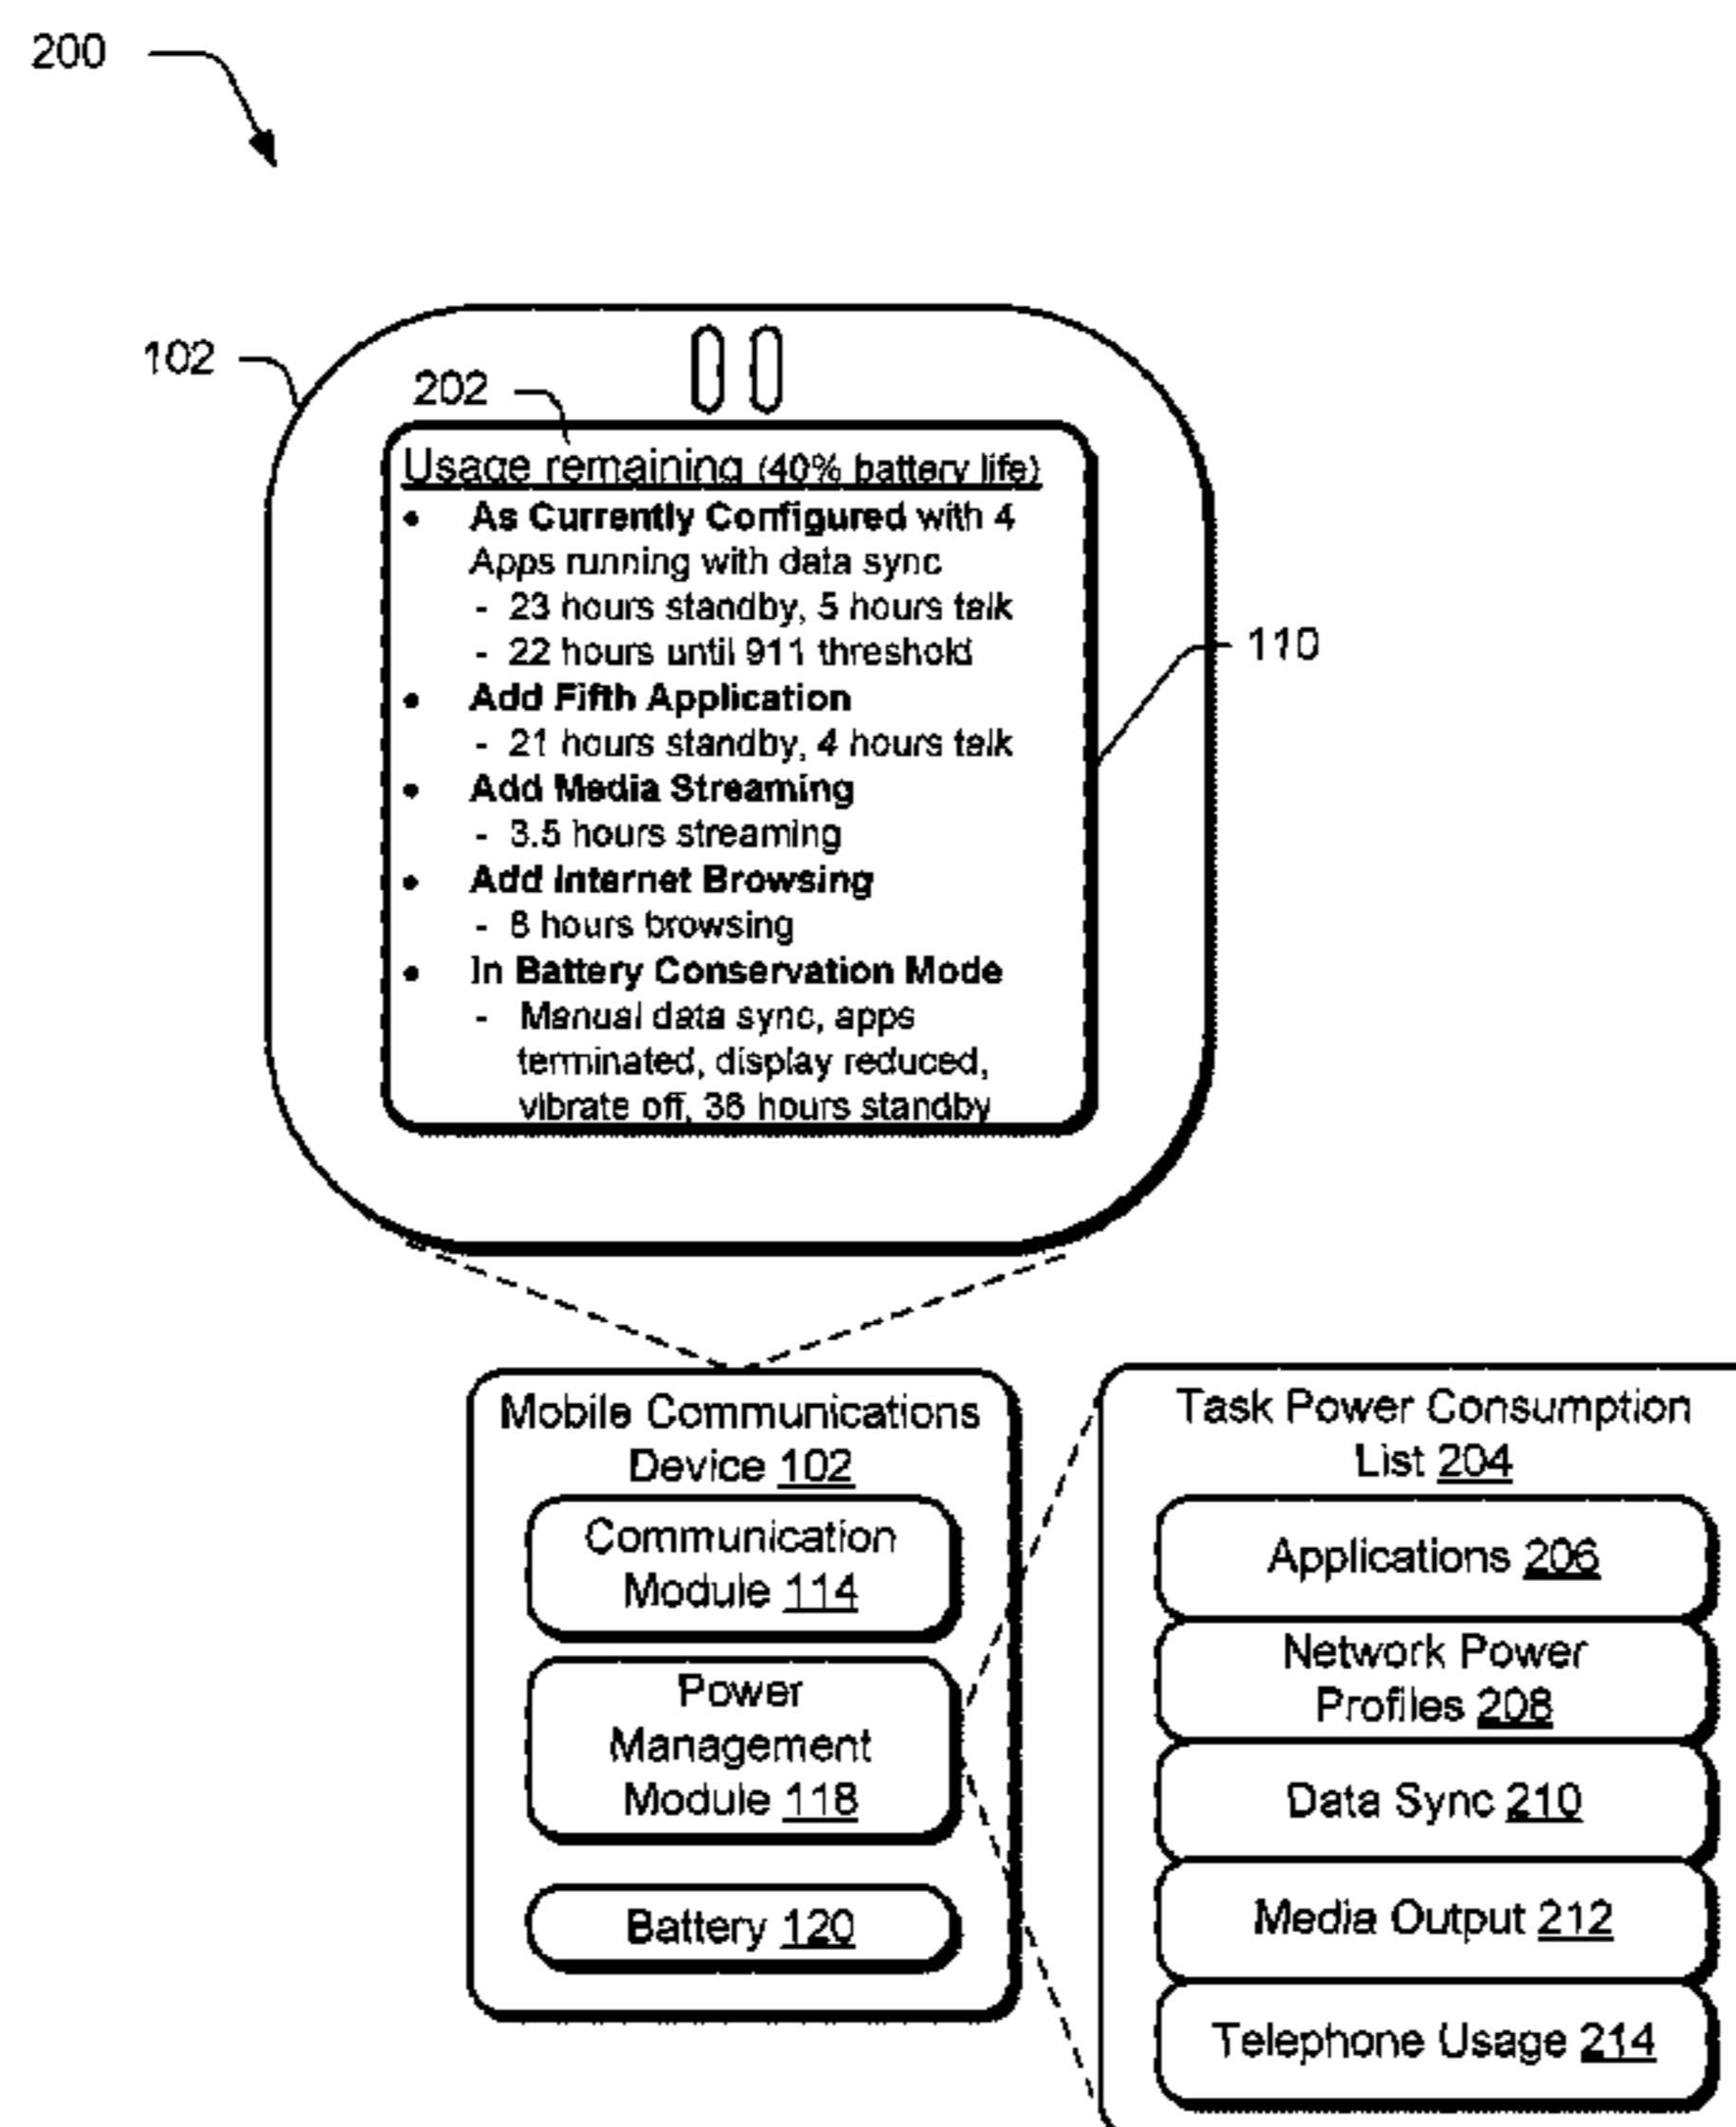 200
102
202
Usage remaining (40% battery life)
• As Currently Configured with 4
Apps running with data sync
- 23 hours standby, 5 hours talk
- 22 hours until 911 threshold
• Add Fifth Application
- 21 hours standby, 4 hours talk
• Add Media Streaming
- 3.5 hours streaming
• Add Internet Browsing
- 8 hours browsing
• In Battery Conservation Mode
- Manual data sync, apps
terminated, display reduced,
vibrate off, 36 hours standby
110
Mobile Communications
Device 102
Communication
Module 114
Power
Management
Module 118
Battery 120
Task Power Consumption
List 204
Applications 206
Network Power
Profiles 208
Data Sync 210
Media Output 212
Telephone Usage 214